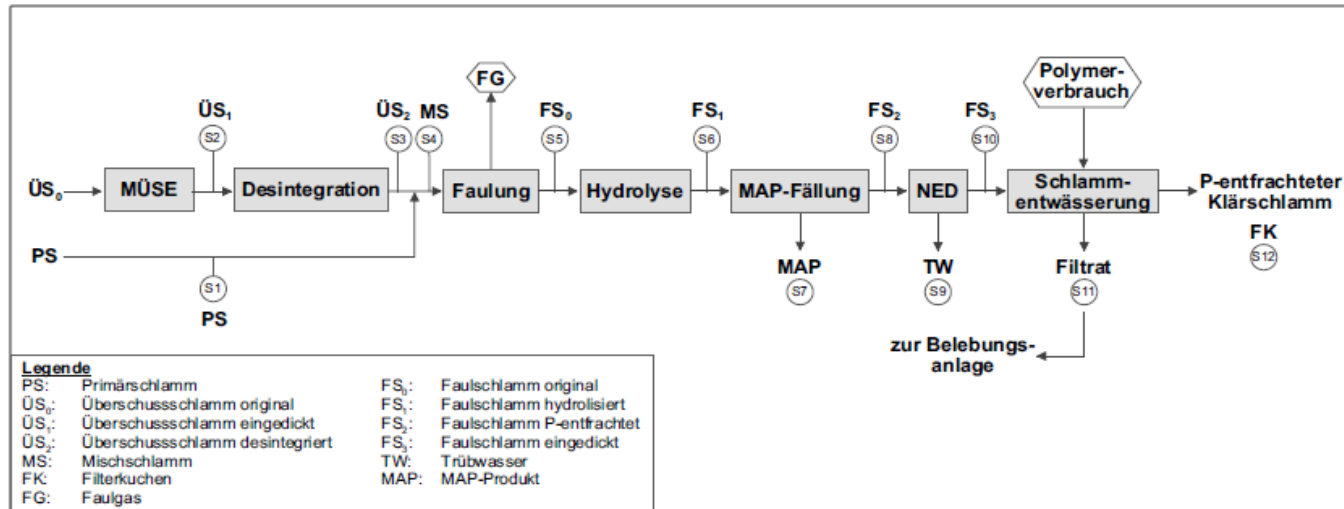 FG
Polymer-
verbrauch
ÜS₁
ÜS₂ MS
FS₀
FS₁
FS₂
FS₃
S2
S3
S4
S5
S6
S8
S10
ÜS₀
MÜSE
Desintegration
Faulung
Hydrolyse
MAP-Fällung
NED
Schlamm-
entwässerung
P-entfrachteter
Klärschlamm
FK
S12
PS
S1
PS
MAP
S7
TW
S9
Filtrat
S11
zur Belebungs-
anlage
Legende
PS: Primärschlamm
ÜS₀: Überschussschlamm original
ÜS₁: Überschussschlamm eingedickt
ÜS₂: Überschussschlamm desintegriert
MS: Mischschlamm
FK: Filterkuchen
FG: Faulgas
FS₀: Faulschlamm original
FS₁: Faulschlamm hydrolisiert
FS₂: Faulschlamm P-entfrachtet
FS₃: Faulschlamm eingedickt
TW: Trübwasser
MAP: MAP-Produkt